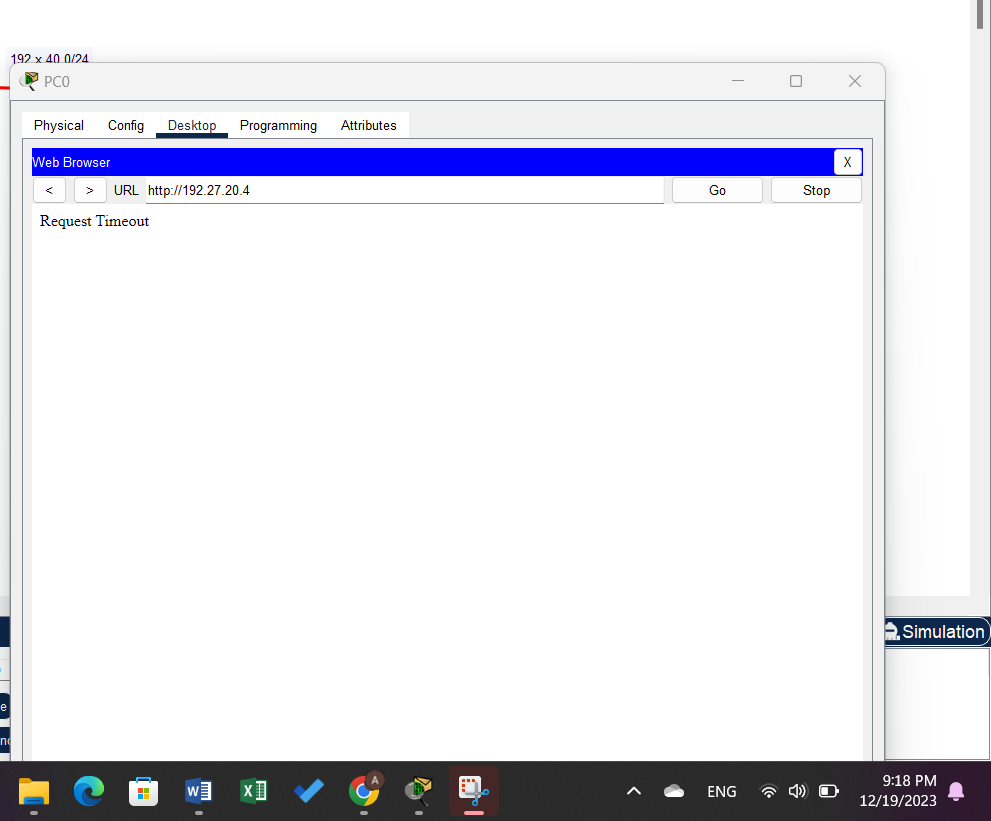 192 x 40.0/24
PC0
Physical Config Desktop Programming Attributes
Web Browser X
< > URL http://192.27.20.4 Go Stop
Request Timeout
Simulation
A
ENG 9:18 PM
12/19/2023